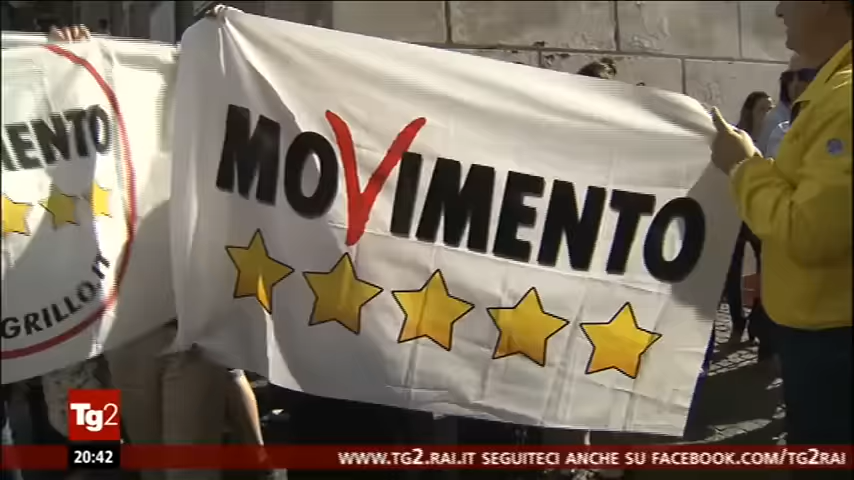 MOVIMENTO
MENTO
GRILLO.IT
Tg2
20:42
WWW.TG2.RAI.IT SEGUITECI ANCHE SU FACEBOOK.COM/TG2RAI